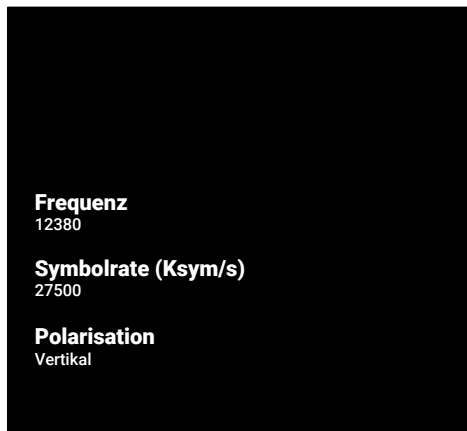 Frequenz
12380
Symbolrate (Ksym/s)
27500
Polarisation
Vertikal